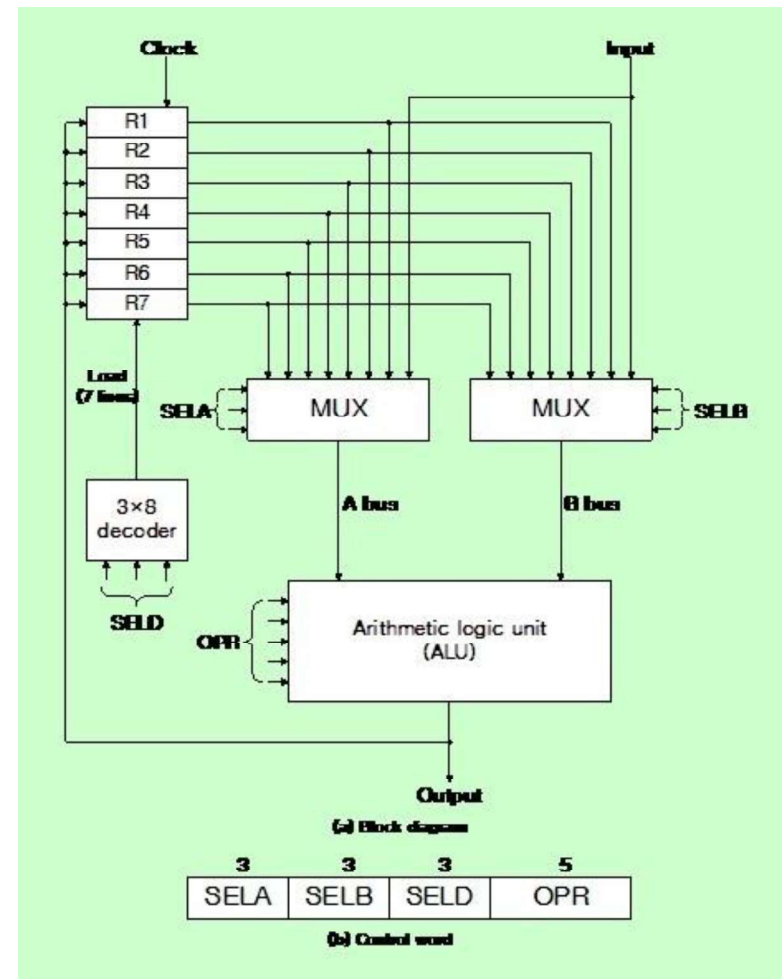 Clock
Input
R1
R2
R3
R4
R5
R6
R7
Load
(7 lines)
SELA
MUX
MUX
SELB
3×8
decoder
A bus
B bus
SELD
OPR
Arithmetic logic unit
(ALU)
Output
(a) Block diagram
3 3 3 5
SELA SELB SELD OPR
(b) Control word